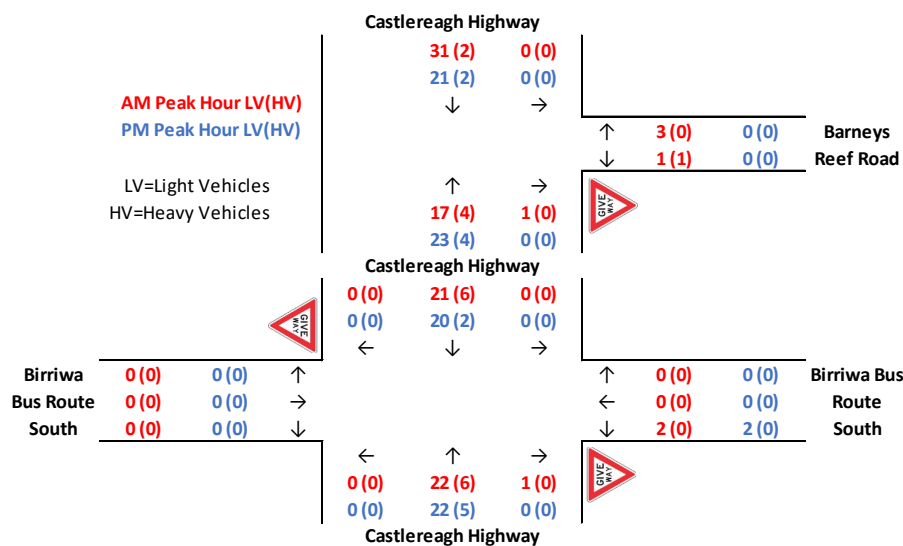 Castlereagh Highway
31 (2) 0 (0)
21 (2) 0 (0)
AM Peak Hour LV(HV)
PM Peak Hour LV(HV)
↓ →
↑ 3 (0) 0 (0) Barneys
↓ 1 (1) 0 (0) Reef Road
LV=Light Vehicles
HV=Heavy Vehicles
↑ →
17 (4) 1 (0)
23 (4) 0 (0)
GIVE WAY
Castlereagh Highway
0 (0) 21 (6) 0 (0)
0 (0) 20 (2) 0 (0)
GIVE WAY
← ↓ →
Birriwa 0 (0) 0 (0) ↑ ↑ 0 (0) 0 (0) Birriwa Bus
Bus Route 0 (0) 0 (0) → ← 0 (0) 0 (0) Route
South 0 (0) 0 (0) ↓ ↓ 2 (0) 2 (0) South
← ↑ →
0 (0) 22 (6) 1 (0)
0 (0) 22 (5) 0 (0)
GIVE WAY
Castlereagh Highway